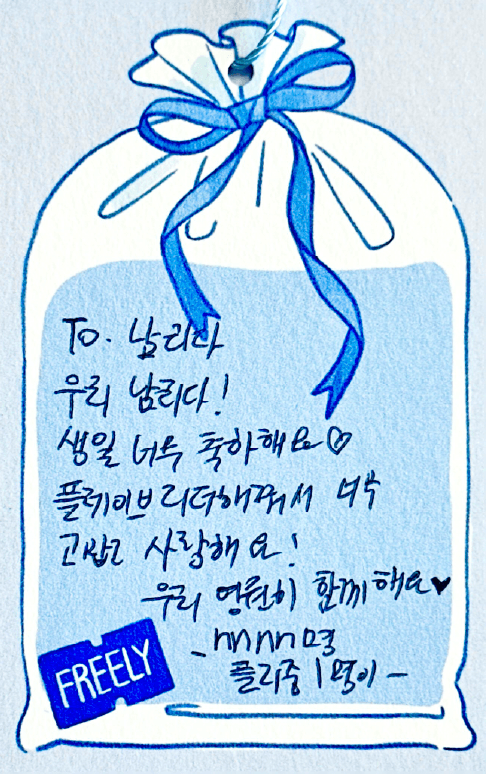 To. 남리다
우리 남리다!
생일 너무 축하해요♡
플레이브 리더해줘서 너무
고맙고 사랑해요!
우리 영원히 함께해요♥
-nnnn명
플리중 1명이-
FREELY